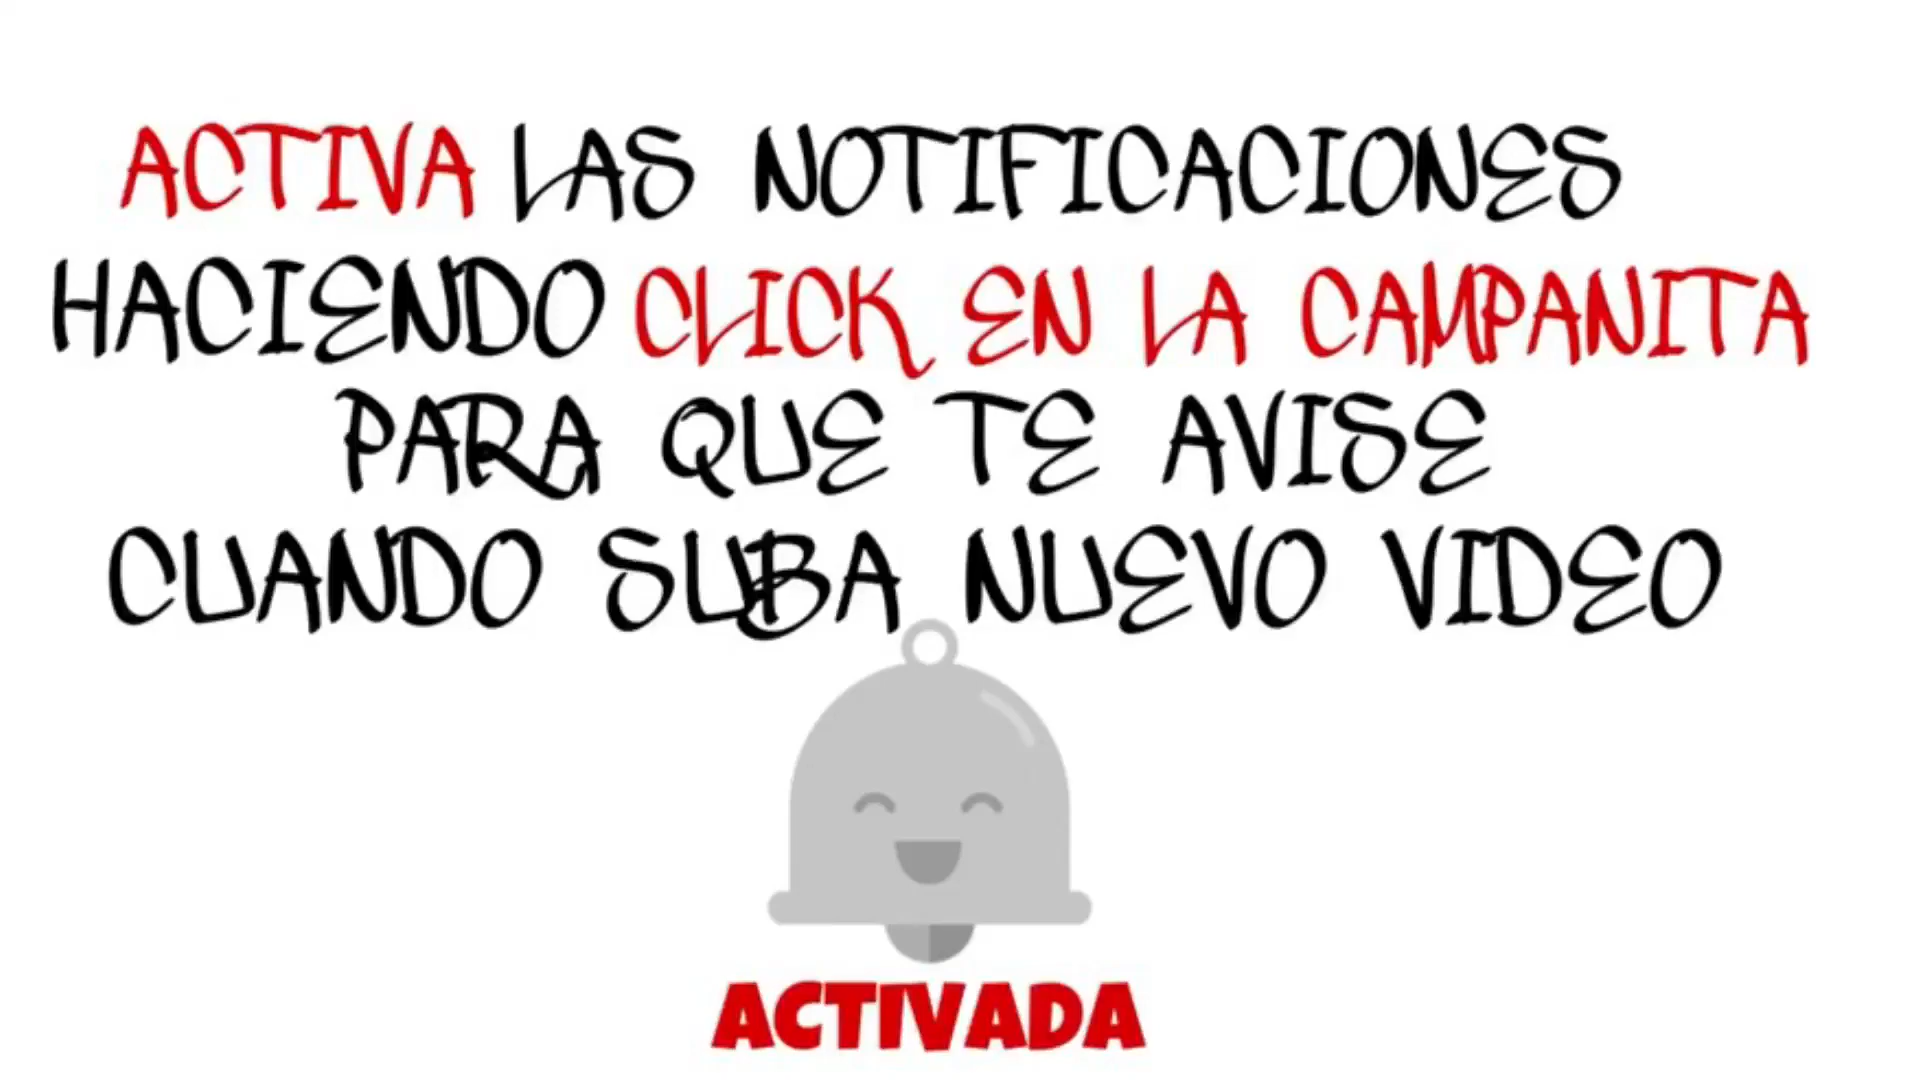 ACTIVA LAS NOTIFICACIONES
HACIENDO CLICK EN LA CAMPANITA
PARA QUE TE AVISE
CUANDO SUBA NUEVO VIDEO
ACTIVADA